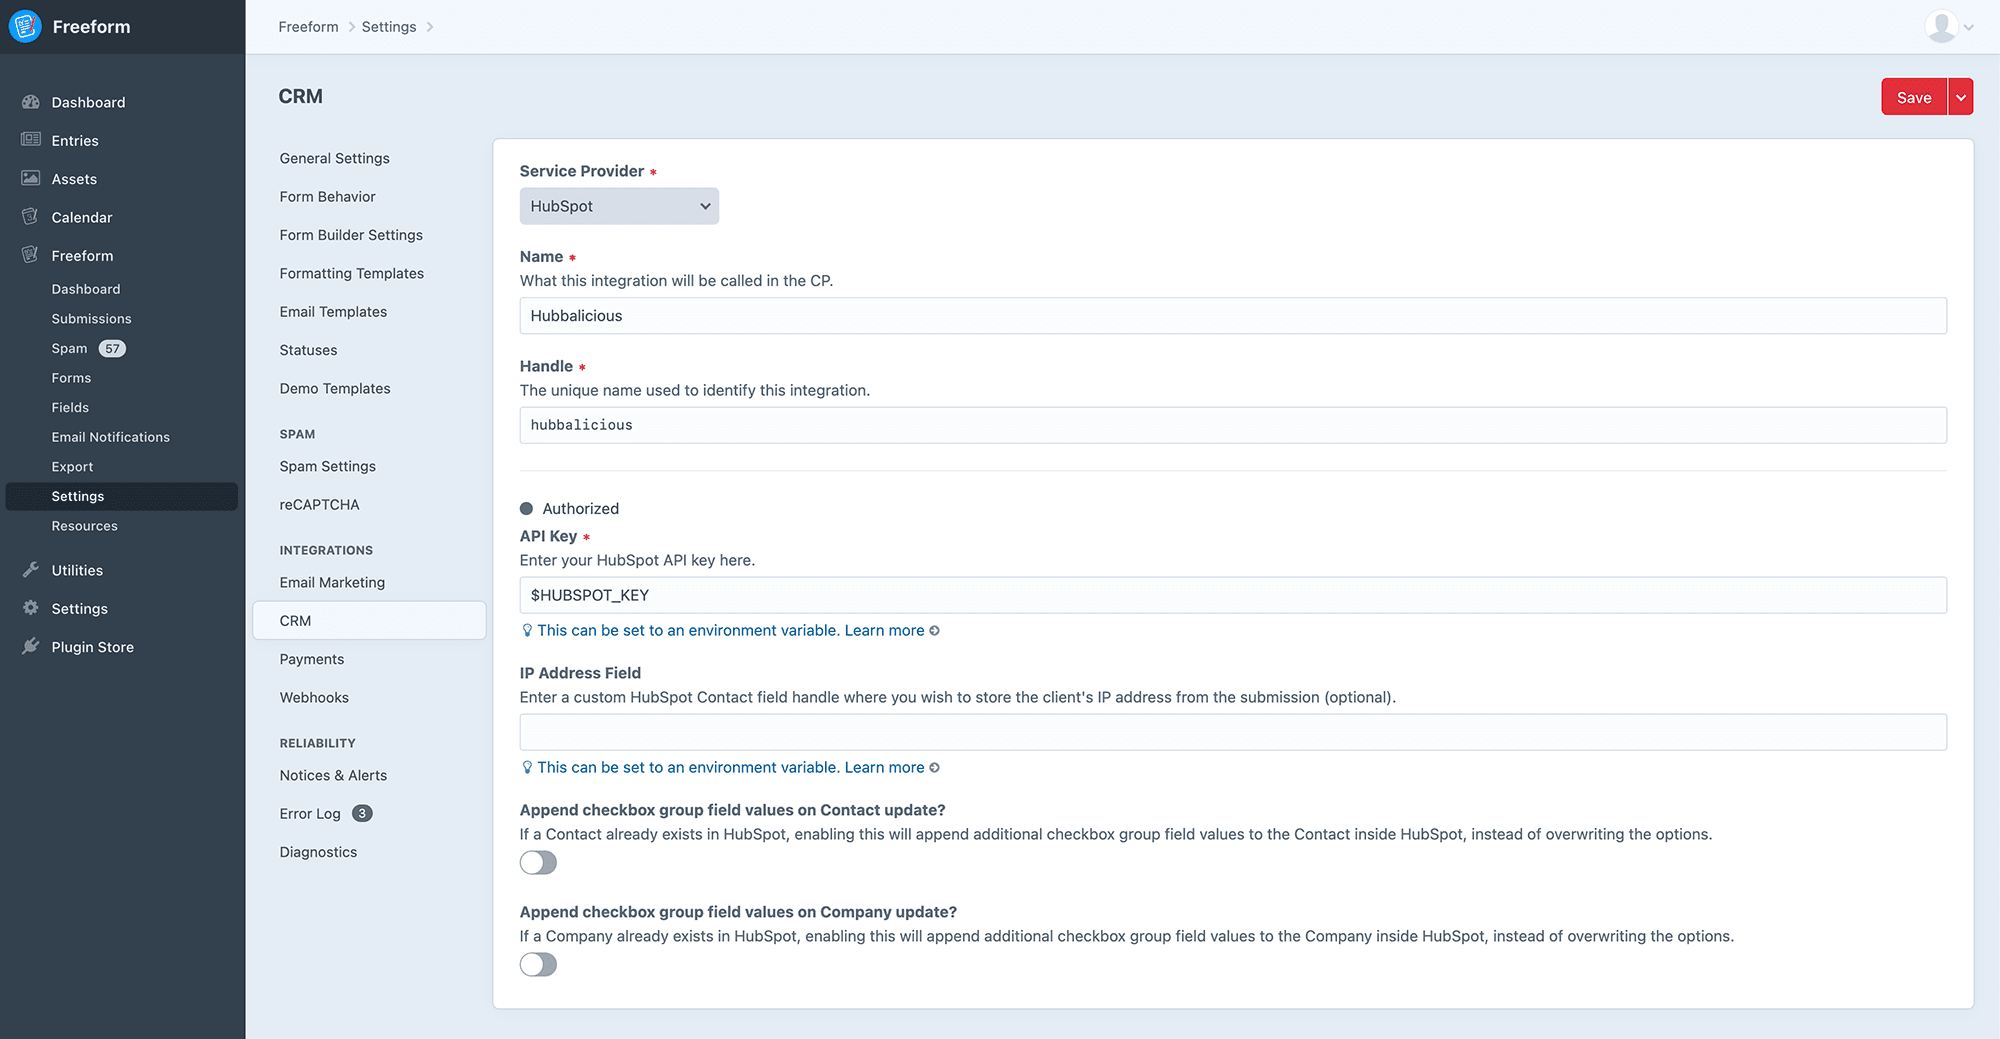 Freeform
Freeform Settings
Dashboard
Entries
Assets
Calendar
Freeform
Dashboard
Submissions
Spam 57
Forms
Fields
Email Notifications
Export
Settings
Resources
Utilities
Settings
Plugin Store
CRM
Save
General Settings
Form Behavior
Form Builder Settings
Formatting Templates
Email Templates
Statuses
Demo Templates
SPAM
Spam Settings
reCAPTCHA
INTEGRATIONS
Email Marketing
CRM
Payments
Webhooks
RELIABILITY
Notices & Alerts
Error Log 3
Diagnostics
Service Provider *
HubSpot
Name *
What this integration will be called in the CP.
Hubbalicious
Handle *
The unique name used to identify this integration.
hubbalicious
Authorized
API Key *
Enter your HubSpot API key here.
$HUBSPOT_KEY
This can be set to an environment variable. Learn more
IP Address Field
Enter a custom HubSpot Contact field handle where you wish to store the client's IP address from the submission (optional).
This can be set to an environment variable. Learn more
Append checkbox group field values on Contact update?
If a Contact already exists in HubSpot, enabling this will append additional checkbox group field values to the Contact inside HubSpot, instead of overwriting the options.
Append checkbox group field values on Company update?
If a Company already exists in HubSpot, enabling this will append additional checkbox group field values to the Company inside HubSpot, instead of overwriting the options.